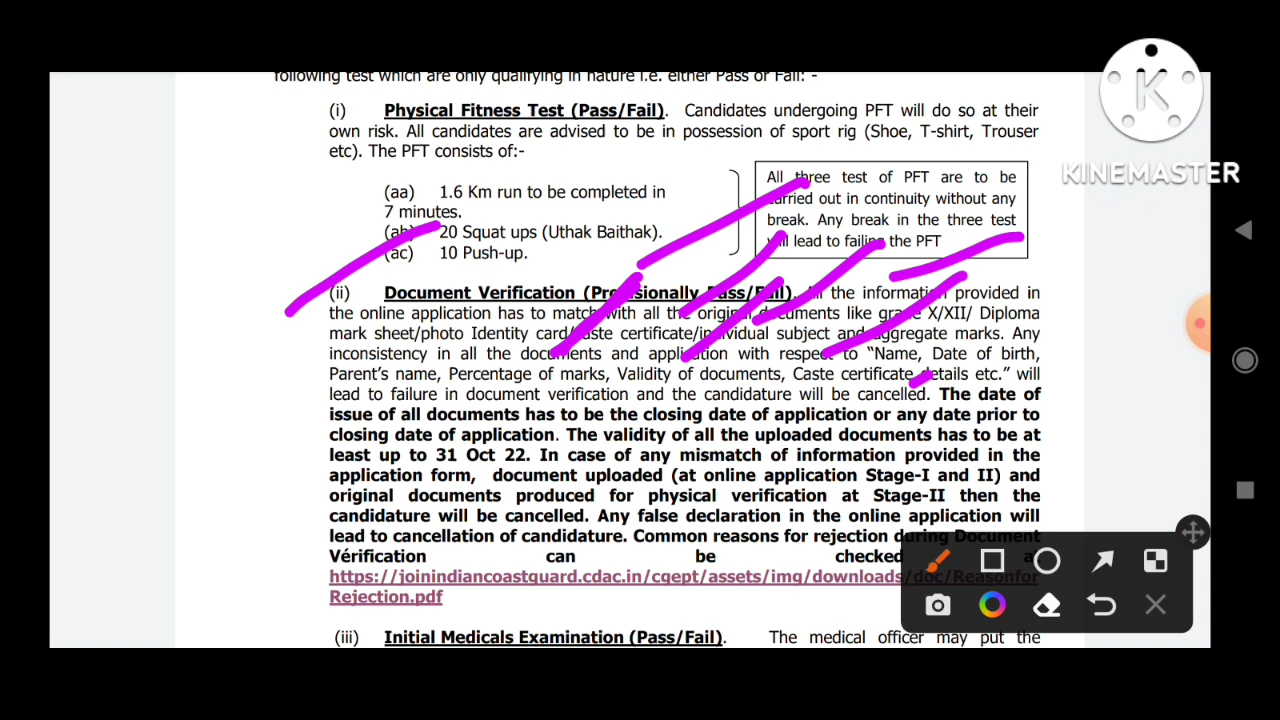 following test which are only qualifying in nature i.e. either Pass or Fail: -
(i) Physical Fitness Test (Pass/Fail). Candidates undergoing PFT will do so at their
own risk. All candidates are advised to be in possession of sport rig (Shoe, T-shirt, Trouser
etc). The PFT consists of:-
(aa) 1.6 Km run to be completed in
7 minutes.
(ab) 20 Squat ups (Uthak Baithak).
(ac) 10 Push-up.
All three test of PFT are to be
carried out in continuity without any
break. Any break in the three test
will lead to failing the PFT
(ii) Document Verification (Provisionally Pass/Fail). All the information provided in
the online application has to match with all the original documents like grade X/XII/ Diploma
mark sheet/photo Identity card/caste certificate/individual subject and aggregate marks. Any
inconsistency in all the documents and application with respect to “Name, Date of birth,
Parent’s name, Percentage of marks, Validity of documents, Caste certificate details etc.” will
lead to failure in document verification and the candidature will be cancelled. The date of
issue of all documents has to be the closing date of application or any date prior to
closing date of application. The validity of all the uploaded documents has to be at
least up to 31 Oct 22. In case of any mismatch of information provided in the
application form, document uploaded (at online application Stage-I and II) and
original documents produced for physical verification at Stage-II then the
candidature will be cancelled. Any false declaration in the online application will
lead to cancellation of candidature. Common reasons for rejection during Document
Vérification can be checked at
https://joinindiancoastguard.cdac.in/cgept/assets/img/downloads/doc/Reasonfor
Rejection.pdf
(iii) Initial Medicals Examination (Pass/Fail). The medical officer may put the
KINEMASTER